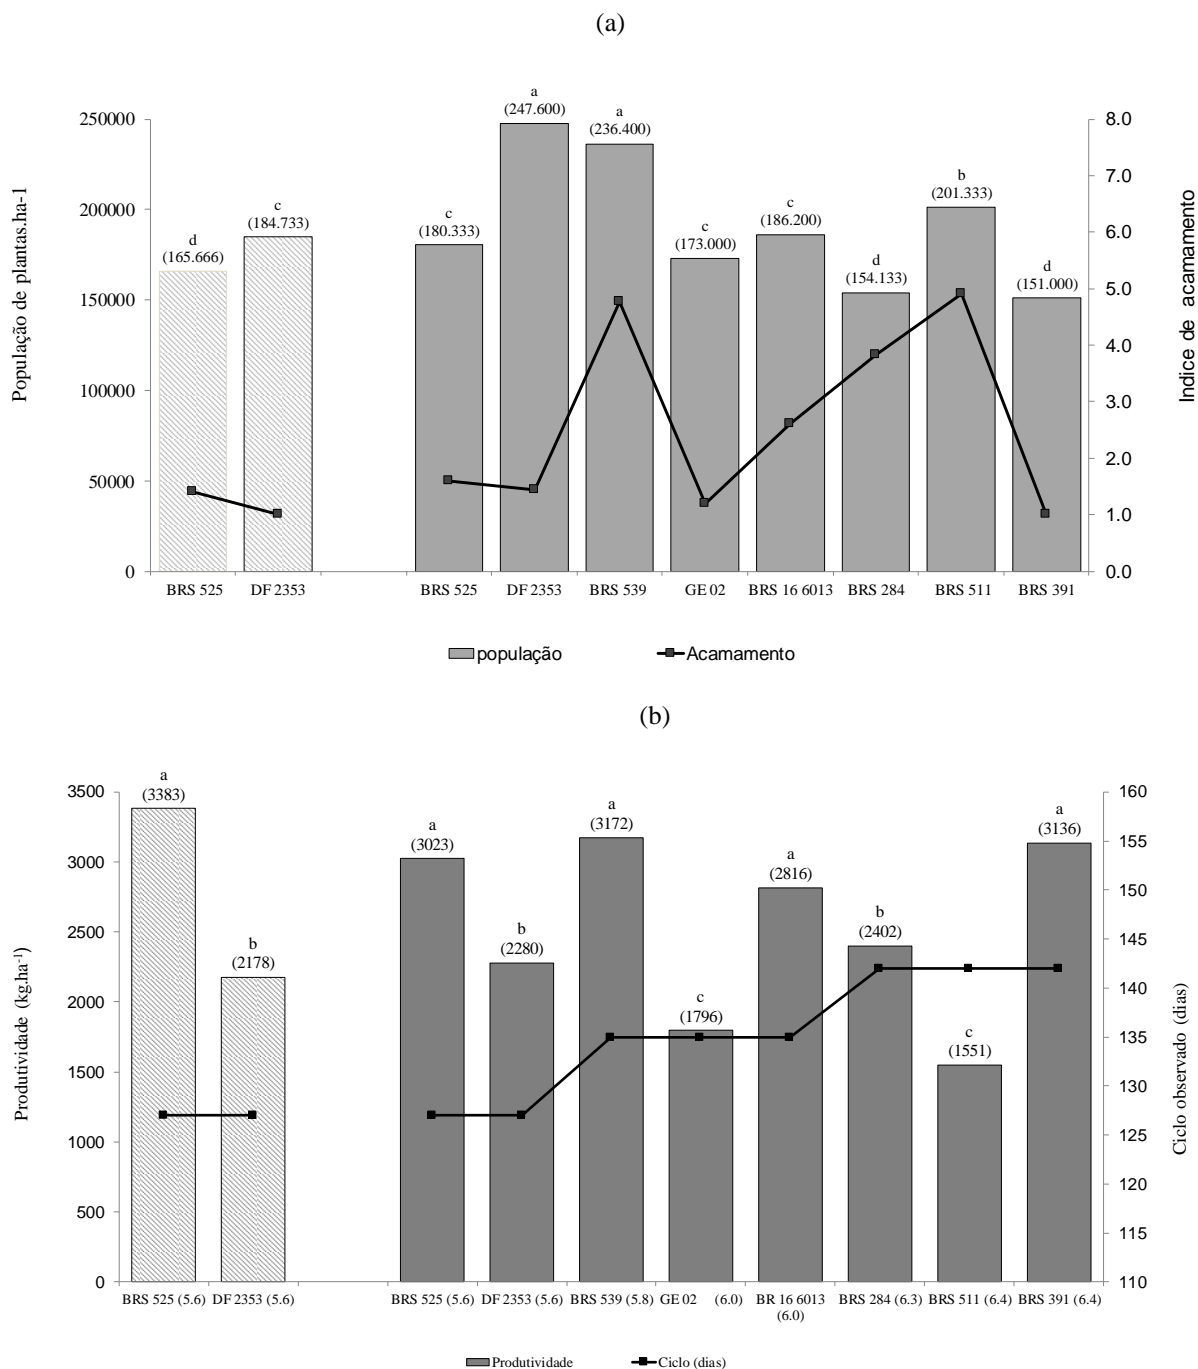 (a)
a
(247.600)
a
(236.400)
250000
8.0
7.0
b
(201.333)
c
(184.733)
c
(180.333)
c
(186.200)
200000
d
(165.666)
c
(173.000)
6.0
d
(154.133)
d
(151.000)
150000
5.0
4.0
100000
3.0
50000
2.0
1.0
0
0.0
População de plantas.ha-1
Indice de acamamento
BRS 525 DF 2353 BRS 525 DF 2353 BRS 539 GE 02 BRS 16 6013 BRS 284 BRS 511 BRS 391
população Acamamento
(b)
a
(3383)
3500
160
a
(3023)
a
(3172)
a
(3136)
155
3000
a
(2816)
150
2500
b
(2178)
b
(2280)
b
(2402)
145
2000
c
(1796)
140
135
1500
c
(1551)
130
1000
125
120
500
115
0
110
Produtividade (kg.ha-1)
Ciclo observado (dias)
BRS 525 (5.6) DF 2353 (5.6) BRS 525 (5.6) DF 2353 (5.6) BRS 539 (5.8) GE 02 (6.0) BR 16 6013 BRS 284 (6.3) BRS 511 (6.4) BRS 391 (6.4)
(6.0)
Produtividade Ciclo (dias)